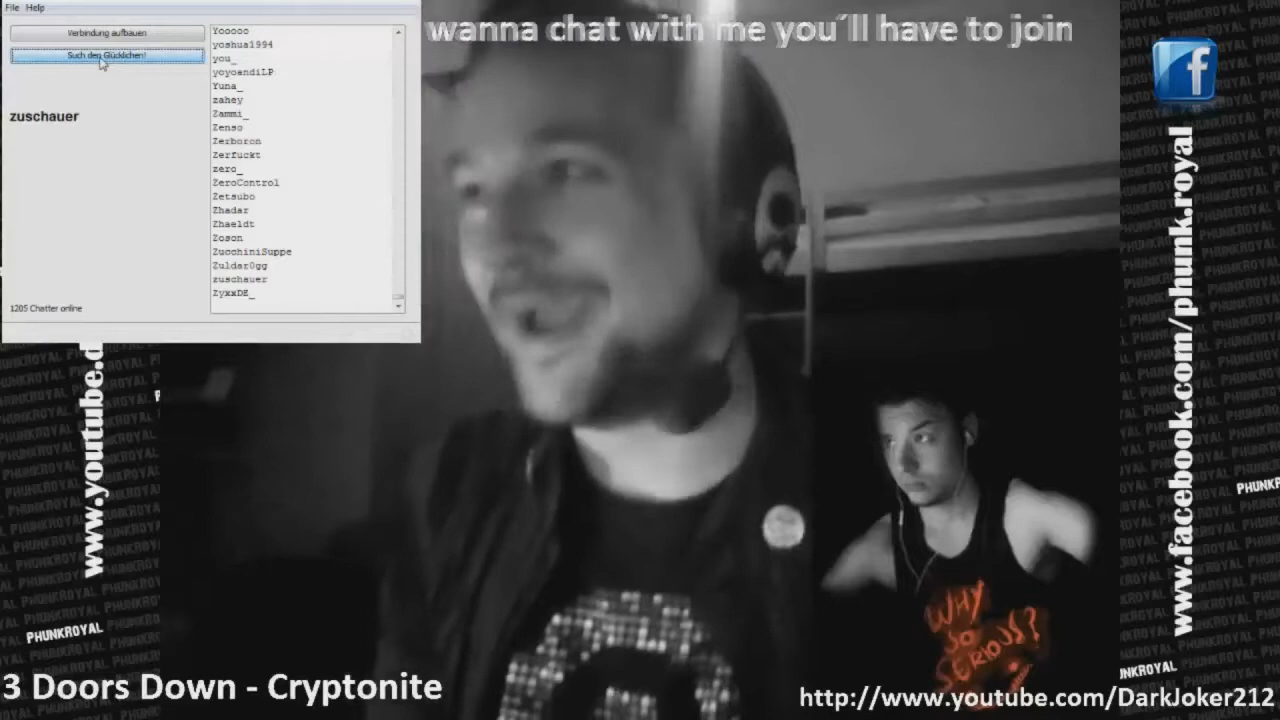 File Help
Verbindung aufbauen
Such den Glücklichen!
zuschauer
1205 Chatter online
Yooooo
yoshua1994
you_
yoyoandiLP
Yuna_
zahey
Zammi_
Zenso
Zerboron
Zerfuckt
zero_
ZeroControl
Zetsubo
Zhadar
Zhaeldt
Zoson
ZucchiniSuppe
Zuldar0gg
zuschauer
ZyxxDE_
wanna chat with me you´ll have to join
f
www.facebook.com/phunk.royal
www.youtube.
PHUNKROYAL
PHUNKROYAL
WHY
SO
SERIOUS?
3 Doors Down - Cryptonite
http://www.youtube.com/DarkJoker212